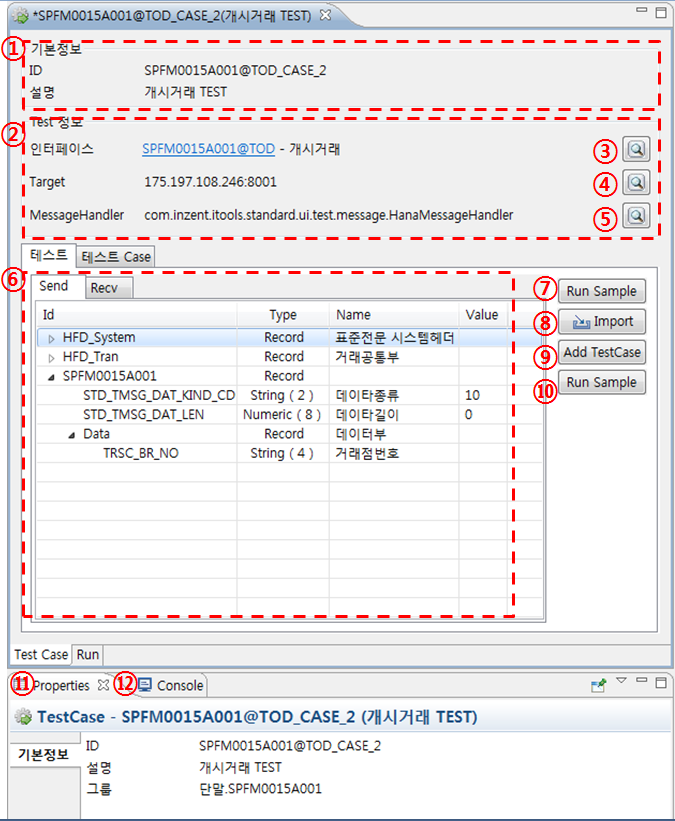 *SPFM0015A001@TOD_CASE_2(개시거래 TEST)
① 기본정보
ID SPFM0015A001@TOD_CASE_2
설명 개시거래 TEST
② Test 정보
인터페이스 SPFM0015A001@TOD - 개시거래 ③
Target 175.197.108.246:8001 ④
MessageHandler com.inzent.itools.standard.ui.test.message.HanaMessageHandler ⑤
테스트 테스트 Case
⑥ Send Recv
Id Type Name Value
HFD_System Record 표준전문 시스템헤더
HFD_Tran Record 거래공통부
SPFM0015A001 Record
STD_TMSG_DAT_KIND_CD String ( 2 ) 데이타종류 10
STD_TMSG_DAT_LEN Numeric ( 8 ) 데이타길이 0
Data Record 데이터부
TRSC_BR_NO String ( 4 ) 거래점번호
⑦ Run Sample
⑧ Import
⑨ Add TestCase
⑩ Run Sample
Test Case Run
⑪ Properties ⑫ Console
TestCase - SPFM0015A001@TOD_CASE_2 (개시거래 TEST)
기본정보
ID SPFM0015A001@TOD_CASE_2
설명 개시거래 TEST
그룹 단말.SPFM0015A001